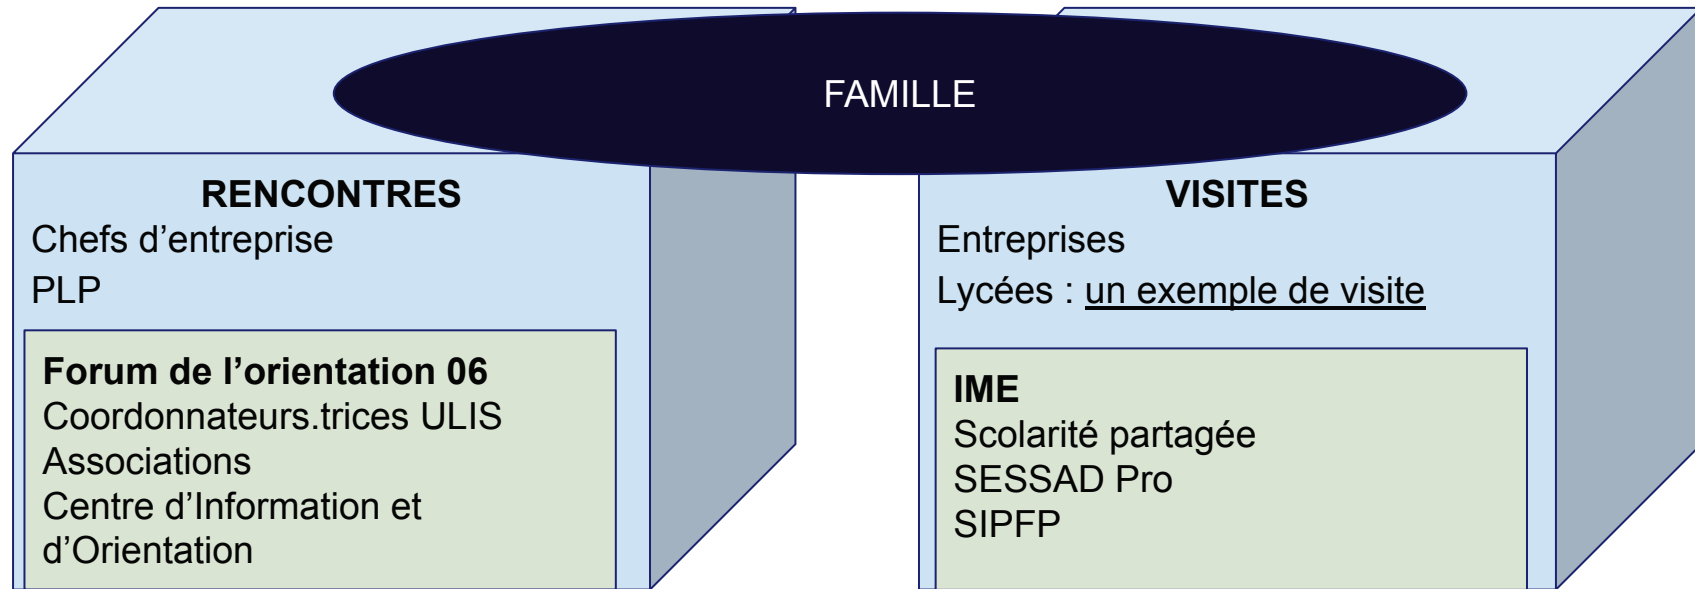 FAMILLE
RENCONTRES
Chefs d’entreprise
PLP
Forum de l’orientation 06
Coordonnateurs.trices ULIS
Associations
Centre d’Information et
d’Orientation
VISITES
Entreprises
Lycées : un exemple de visite
IME
Scolarité partagée
SESSAD Pro
SIPFP